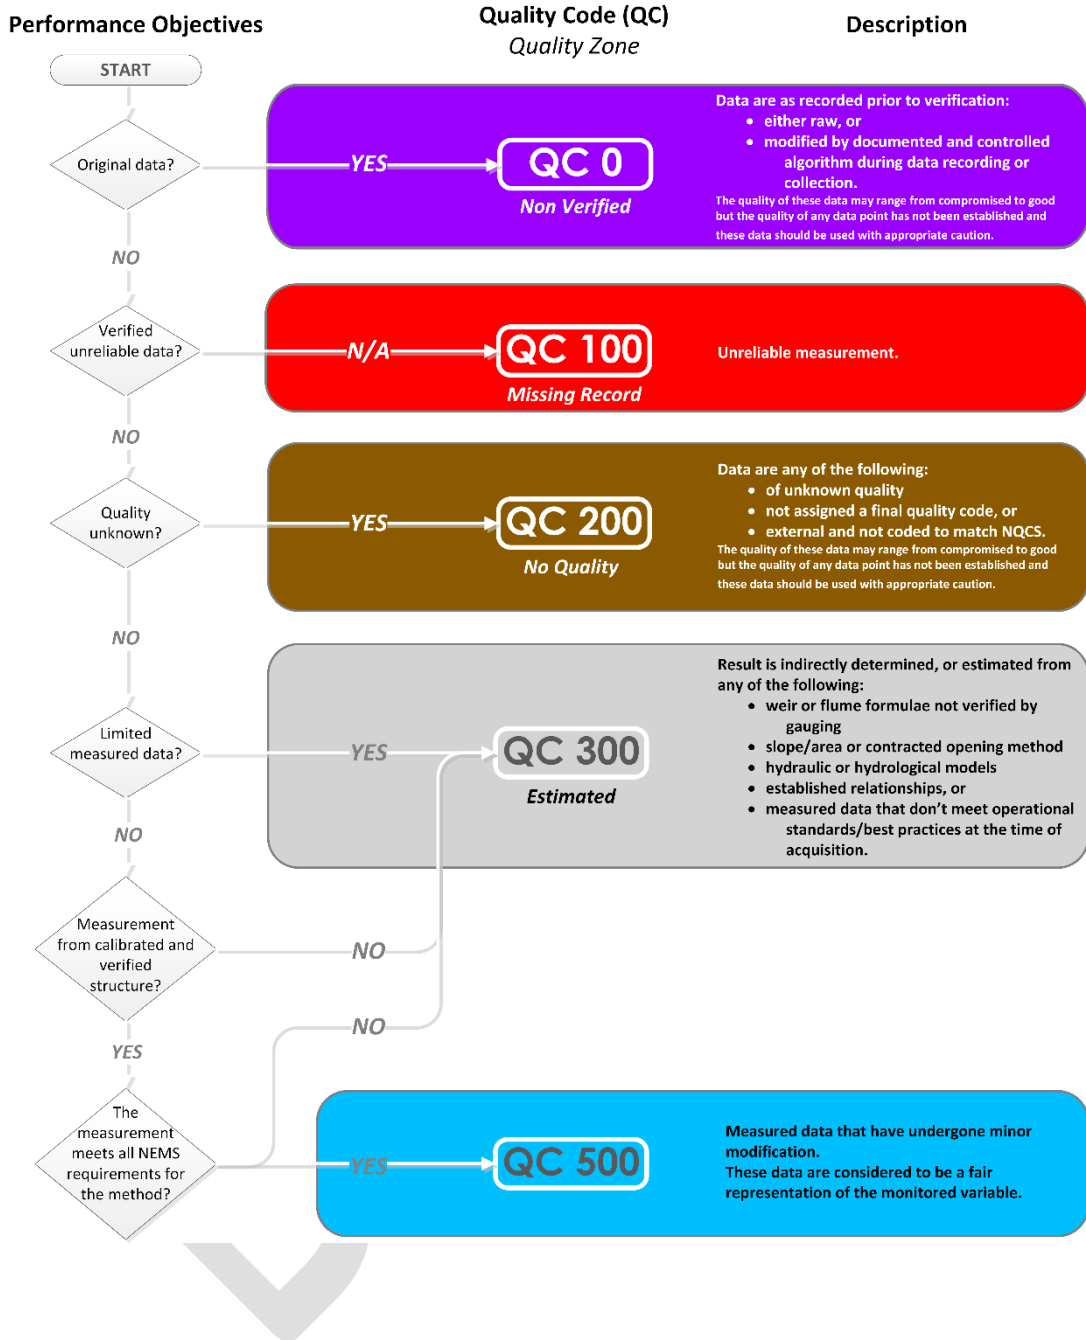 Performance Objectives
Quality Code (QC)
Quality Zone
Description
START
Original data?
YES
QC 0
Non Verified
Data are as recorded prior to verification:
• either raw, or
• modified by documented and controlled
algorithm during data recording or
collection.
The quality of these data may range from compromised to good
but the quality of any data point has not been established and
these data should be used with appropriate caution.
NO
Verified
unreliable data?
N/A
QC 100
Missing Record
Unreliable measurement.
NO
Quality
unknown?
YES
QC 200
No Quality
Data are any of the following:
• of unknown quality
• not assigned a final quality code, or
• external and not coded to match NQCS.
The quality of these data may range from compromised to good
but the quality of any data point has not been established and
these data should be used with appropriate caution.
NO
Limited
measured data?
YES
QC 300
Estimated
Result is indirectly determined, or estimated from
any of the following:
• weir or flume formulae not verified by
gauging
• slope/area or contracted opening method
• hydraulic or hydrological models
• established relationships, or
• measured data that don't meet operational
standards/best practices at the time of
acquisition.
NO
Measurement
from calibrated and
verified
structure?
NO
NO
YES
The
measurement
meets all NEMS
requirements for
the method?
YES
QC 500
Measured data that have undergone minor
modification.
These data are considered to be a fair
representation of the monitored variable.